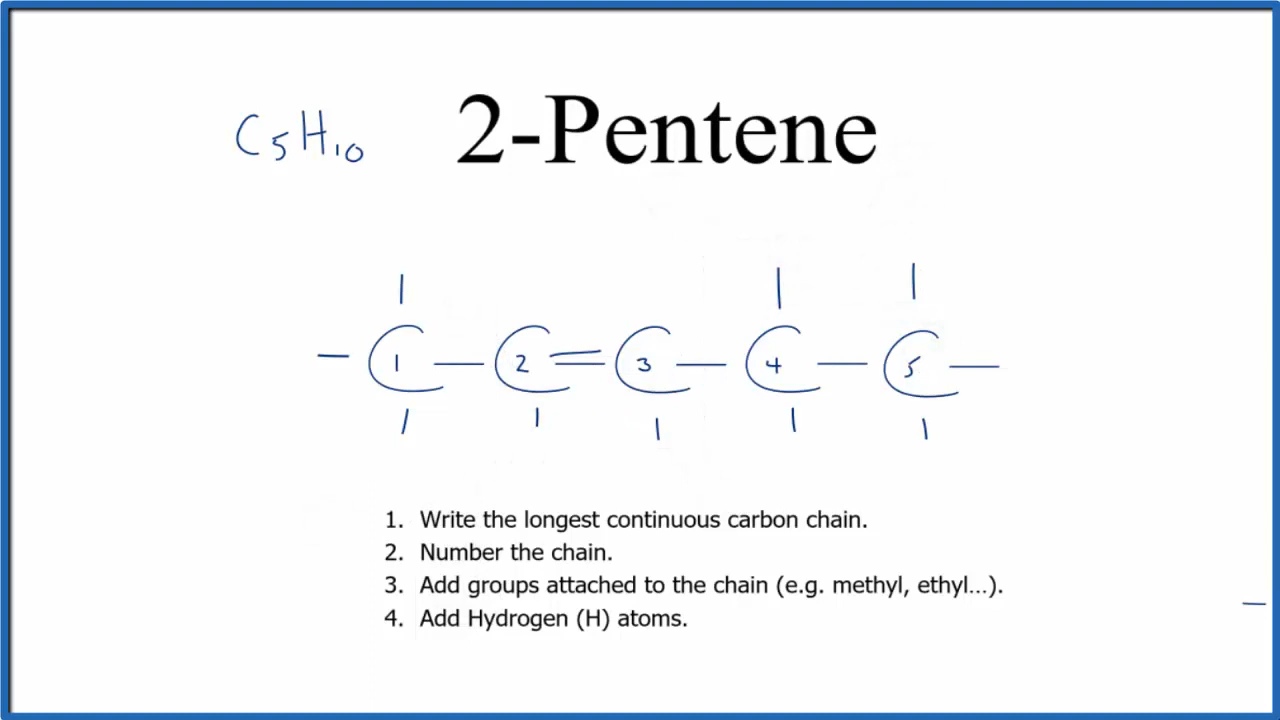 C5H10 2-Pentene
C C = C C C
1 2 3 4 5
1. Write the longest continuous carbon chain.
2. Number the chain.
3. Add groups attached to the chain (e.g. methyl, ethyl...).
4. Add Hydrogen (H) atoms.